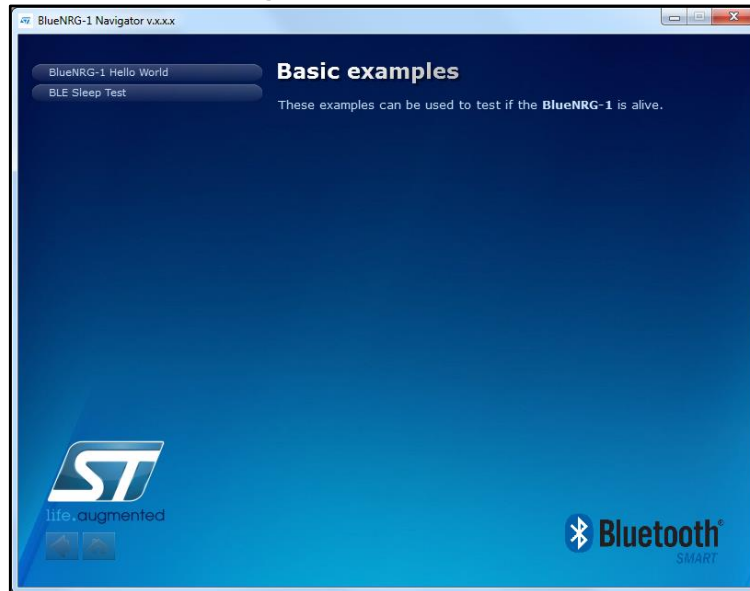 BlueNRG-1 Navigator v.x.x.x
BlueNRG-1 Hello World
BLE Sleep Test
Basic examples
These examples can be used to test if the BlueNRG-1 is alive.
ST
life.augmented
Bluetooth®
SMART